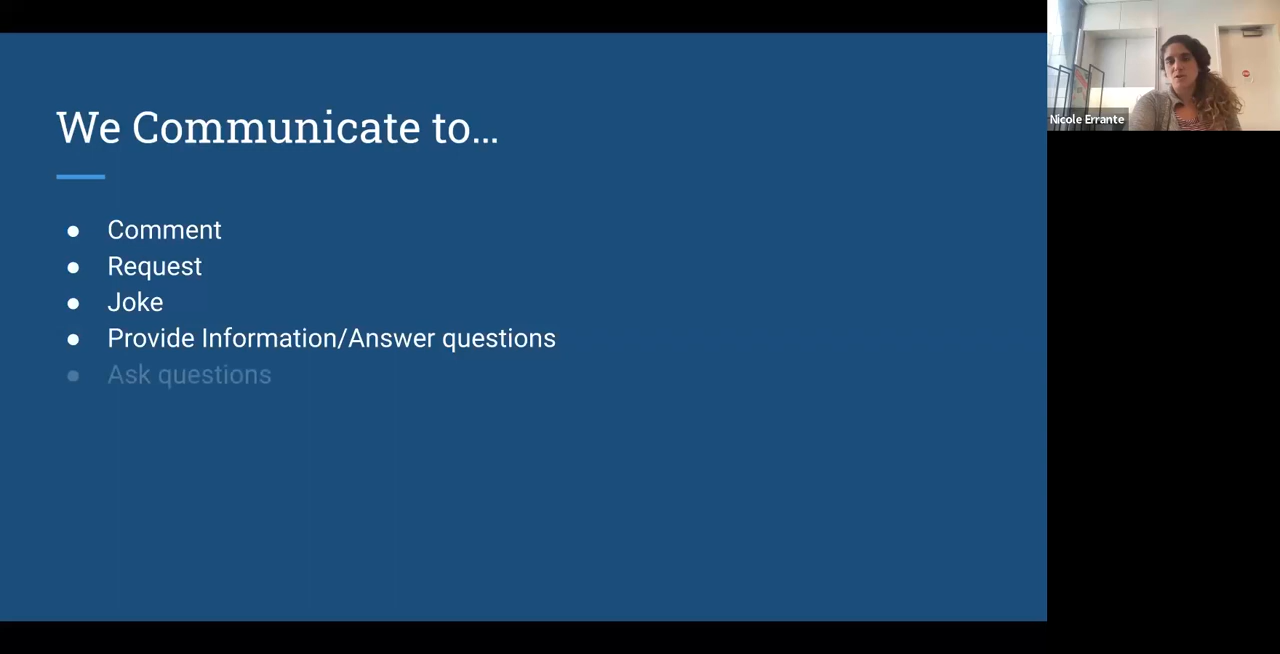 We Communicate to...
● Comment
● Request
● Joke
● Provide Information/Answer questions
● Ask questions
Nicole Errante